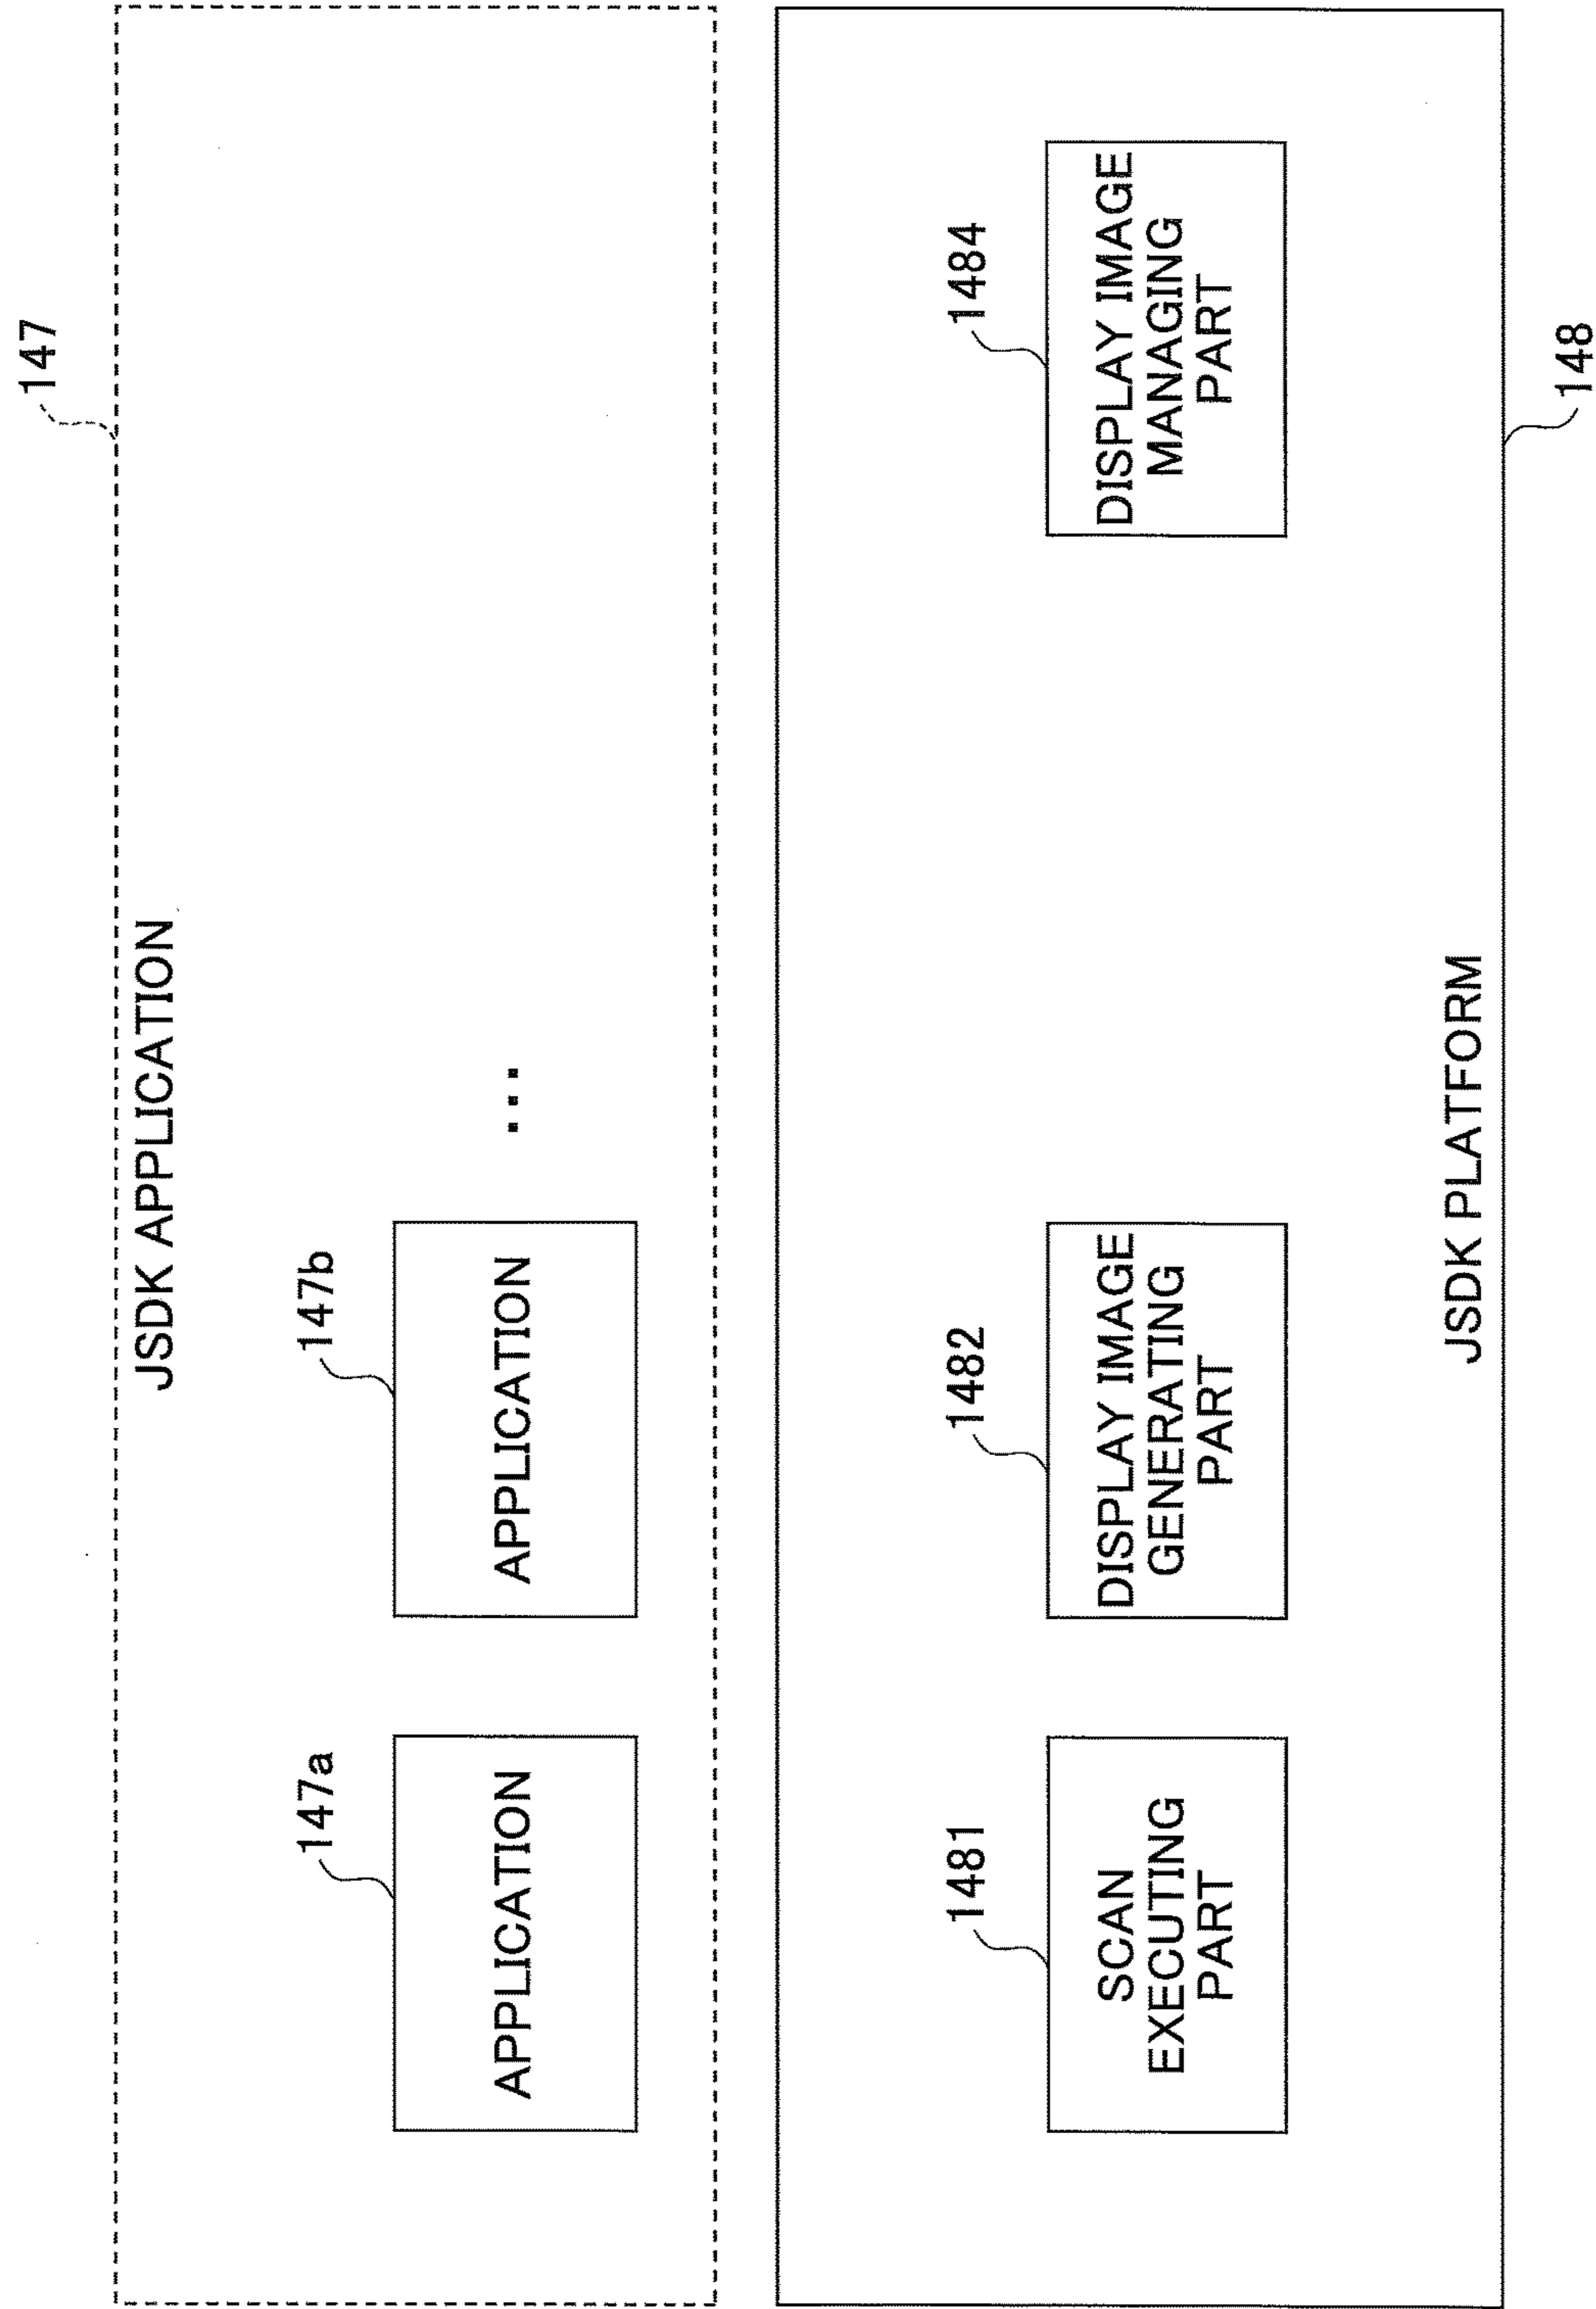 147
JSDK APPLICATION
147a
APPLICATION
147b
APPLICATION
...
1481
SCAN
EXECUTING
PART
1482
DISPLAY IMAGE
GENERATING
PART
1484
DISPLAY IMAGE
MANAGING
PART
JSDK PLATFORM
148